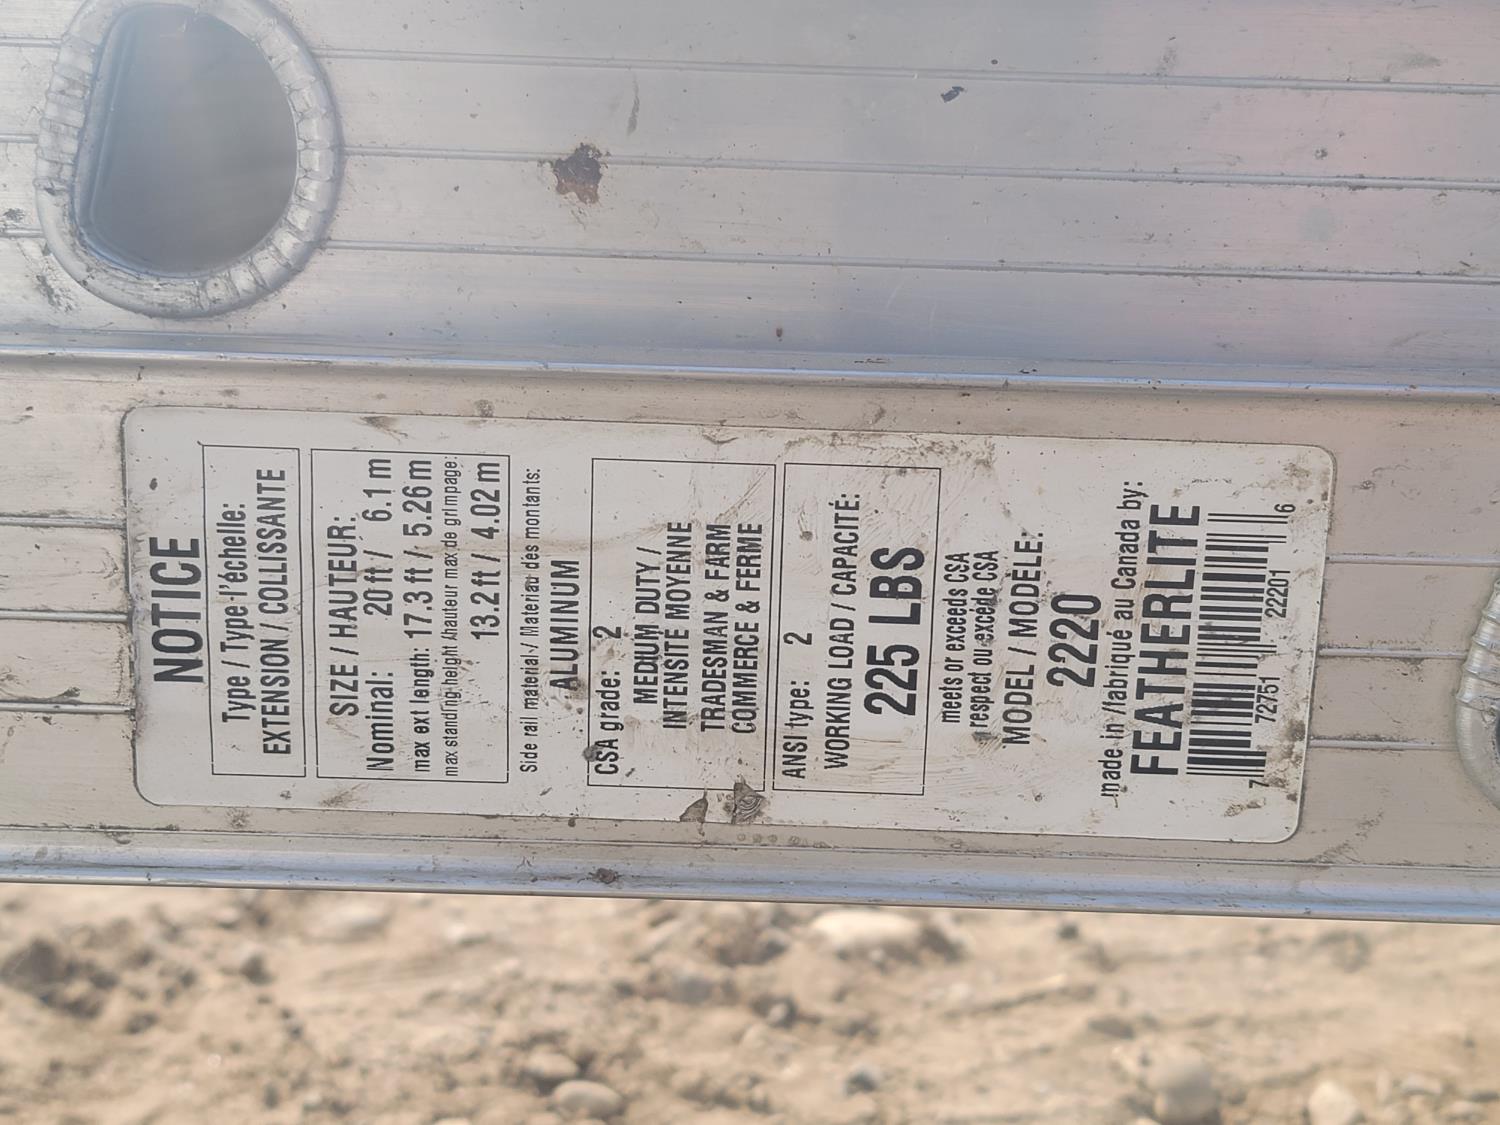 NOTICE
Type / Type l'échelle:
EXTENSION / COLLISSANTE
SIZE / HAUTEUR:
Nominal: 20 ft / 6.1 m
max ext length: 17.3 ft / 5.26 m
max standing height /hauteur max de grimpage:
13.2 ft / 4.02 m
Side rail material / Materiau des montants:
ALUMINUM
CSA grade: 2
MEDIUM DUTY /
INTENSITÉ MOYENNE
TRADESMAN & FARM
COMMERCE & FERME
ANSI type: 2
WORKING LOAD / CAPACITÉ:
225 LBS
meets or exceeds CSA
respect ou excéde CSA
MODEL / MODÈLE:
2220
made in /fabriqué au Canada by:
FEATHERLITE
7 72751 22201 6